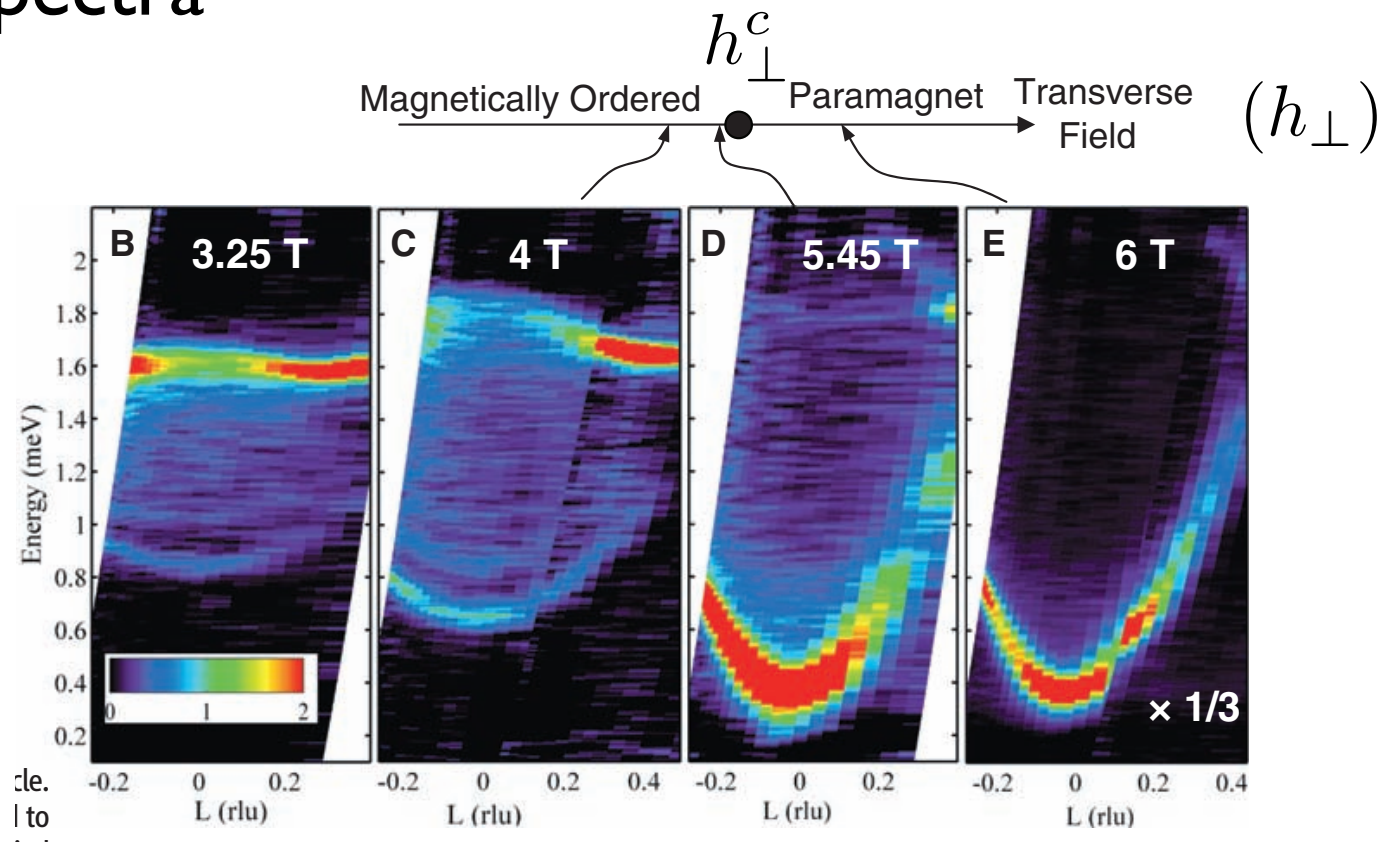 pectra
h⊥^c
Magnetically Ordered Paramagnet Transverse Field (h⊥)
B 3.25 T
C 4 T
D 5.45 T
E 6 T
× 1/3
Energy (meV)
2
1.8
1.6
1.4
1.2
1
0.8
0.6
0.4
0.2
0 1 2
-0.2 0 0.2
L (rlu)
-0.2 0 0.2 0.4
L (rlu)
-0.2 0 0.2
L (rlu)
-0.2 0 0.2 0.4
L (rlu)
cle.
l to